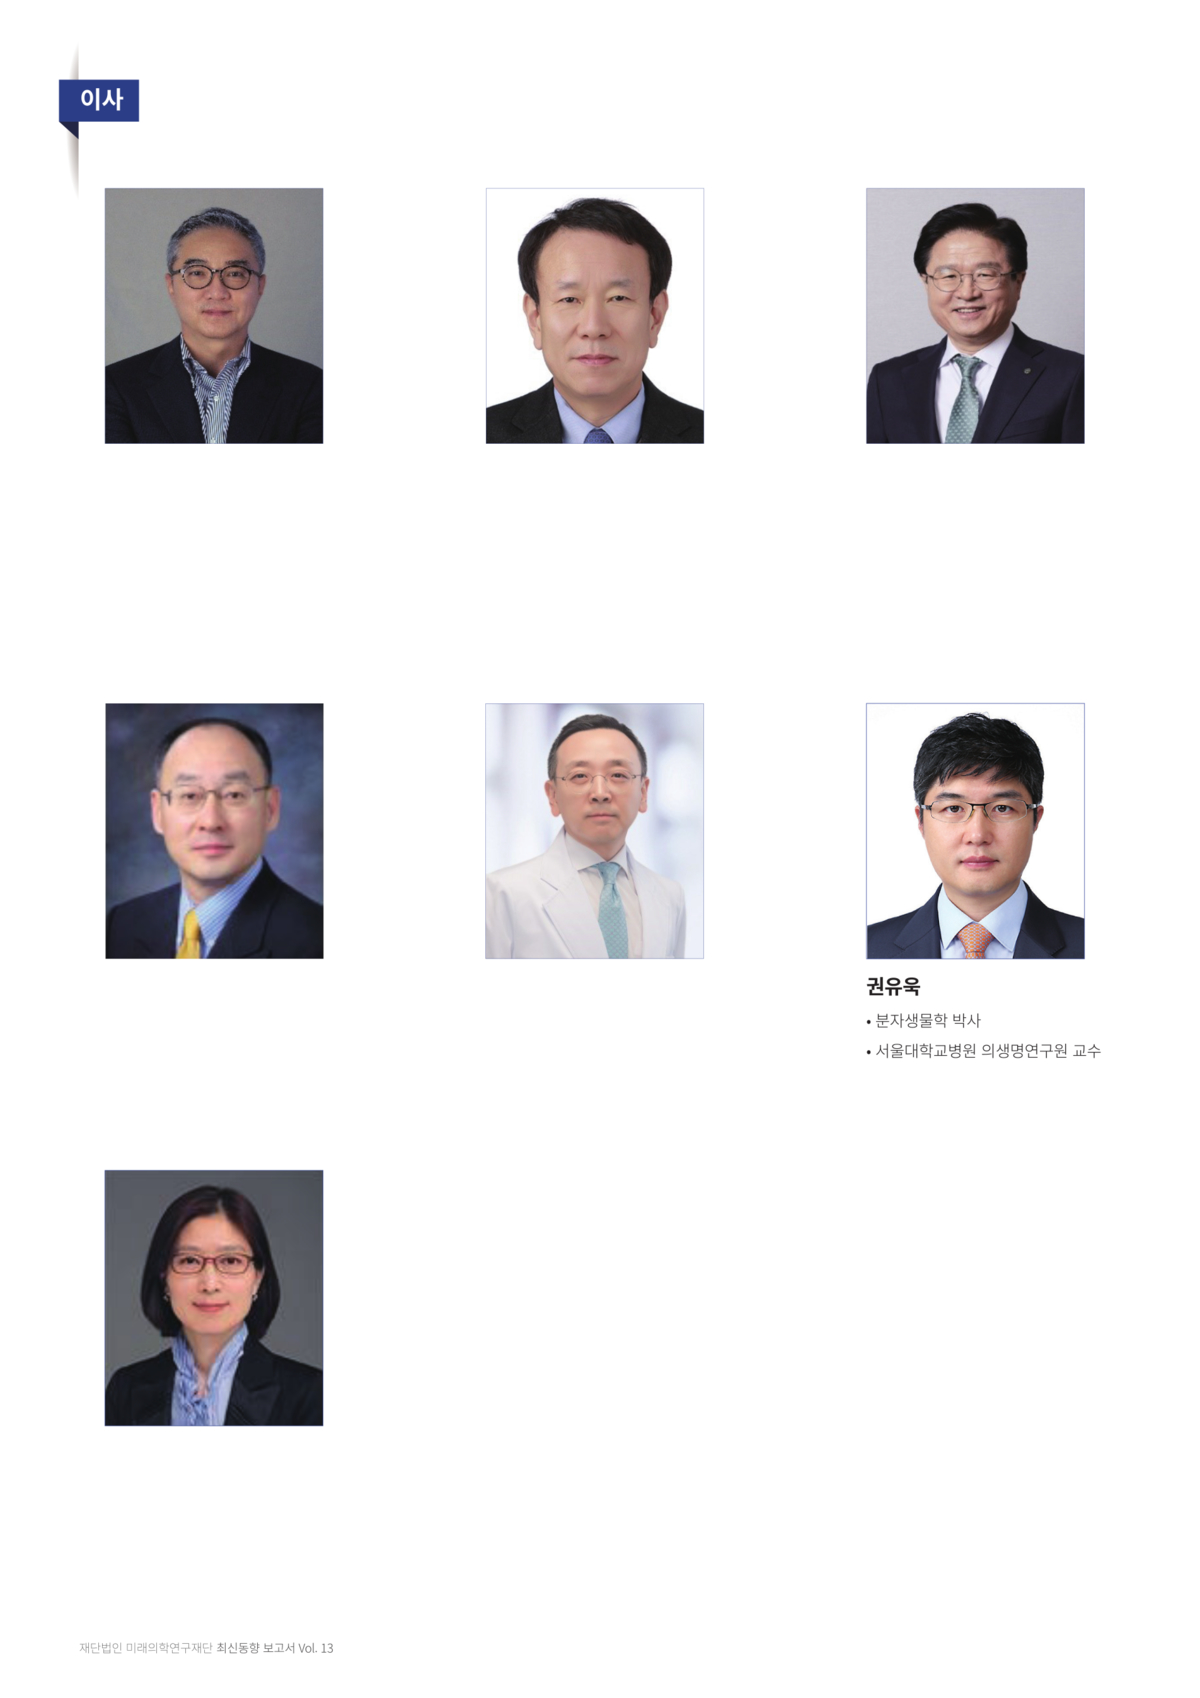 이사
권유욱
• 분자생물학 박사
• 서울대학교병원 의생명연구원 교수
재단법인 미래의학연구재단 최신동향 보고서 Vol. 13